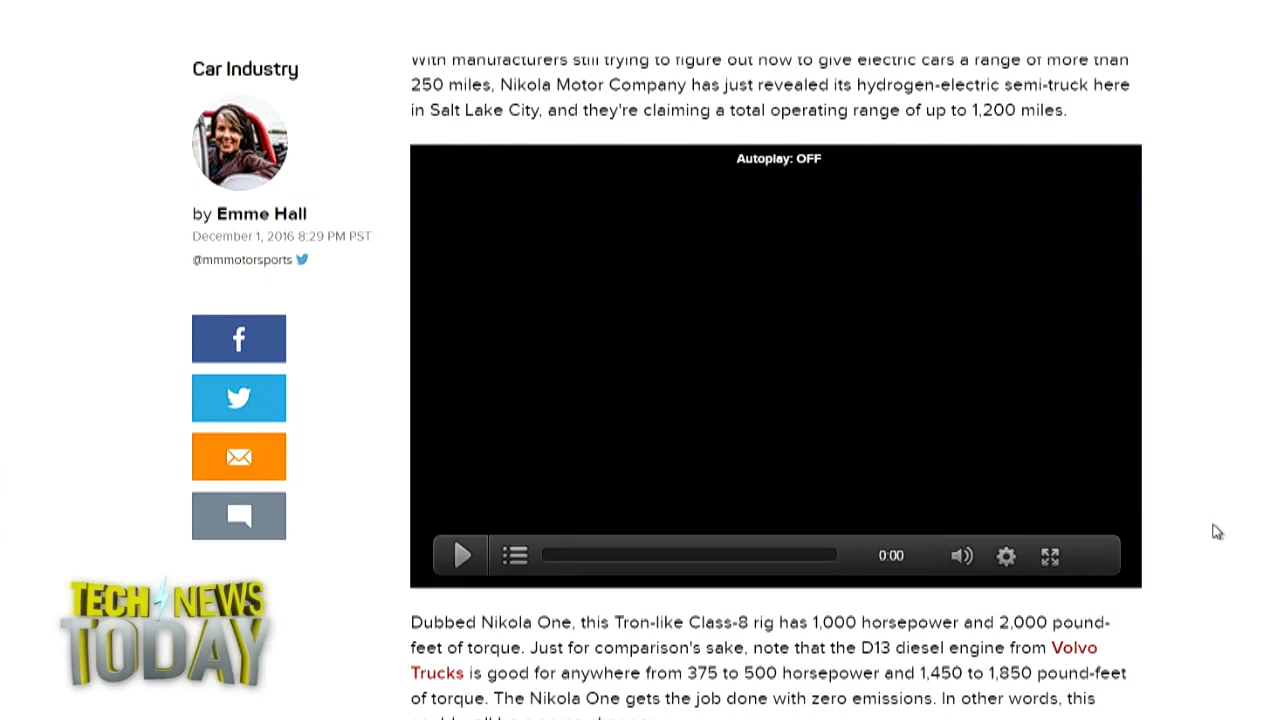 Car Industry
by Emme Hall
December 1, 2016 8:29 PM PST
@mmmotorsports
f
With manufacturers still trying to figure out how to give electric cars a range of more than
250 miles, Nikola Motor Company has just revealed its hydrogen-electric semi-truck here
in Salt Lake City, and they're claiming a total operating range of up to 1,200 miles.
Autoplay: OFF
0:00
Dubbed Nikola One, this Tron-like Class-8 rig has 1,000 horsepower and 2,000 pound-
feet of torque. Just for comparison's sake, note that the D13 diesel engine from Volvo
Trucks is good for anywhere from 375 to 500 horsepower and 1,450 to 1,850 pound-feet
of torque. The Nikola One gets the job done with zero emissions. In other words, this
TECH NEWS
TODAY